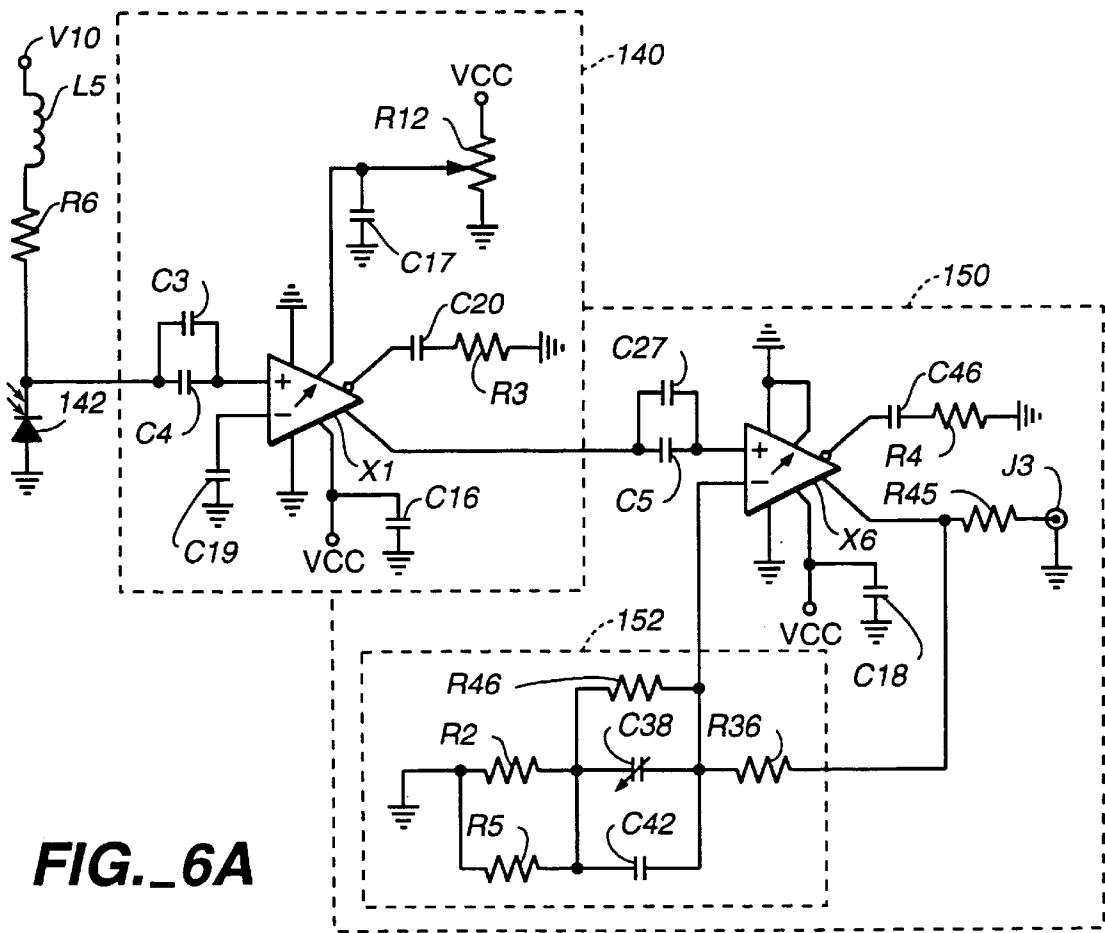 V10
140
L5
VCC
R12
R6
C17
150
C3
C20
C27
C46
R3
142
C4
X1
R4
J3
C5
R45
C16
C19
VCC
X6
152
VCC
C18
R46
R2
C38
R36
R5
C42
+
−
+
−
FIG._6A